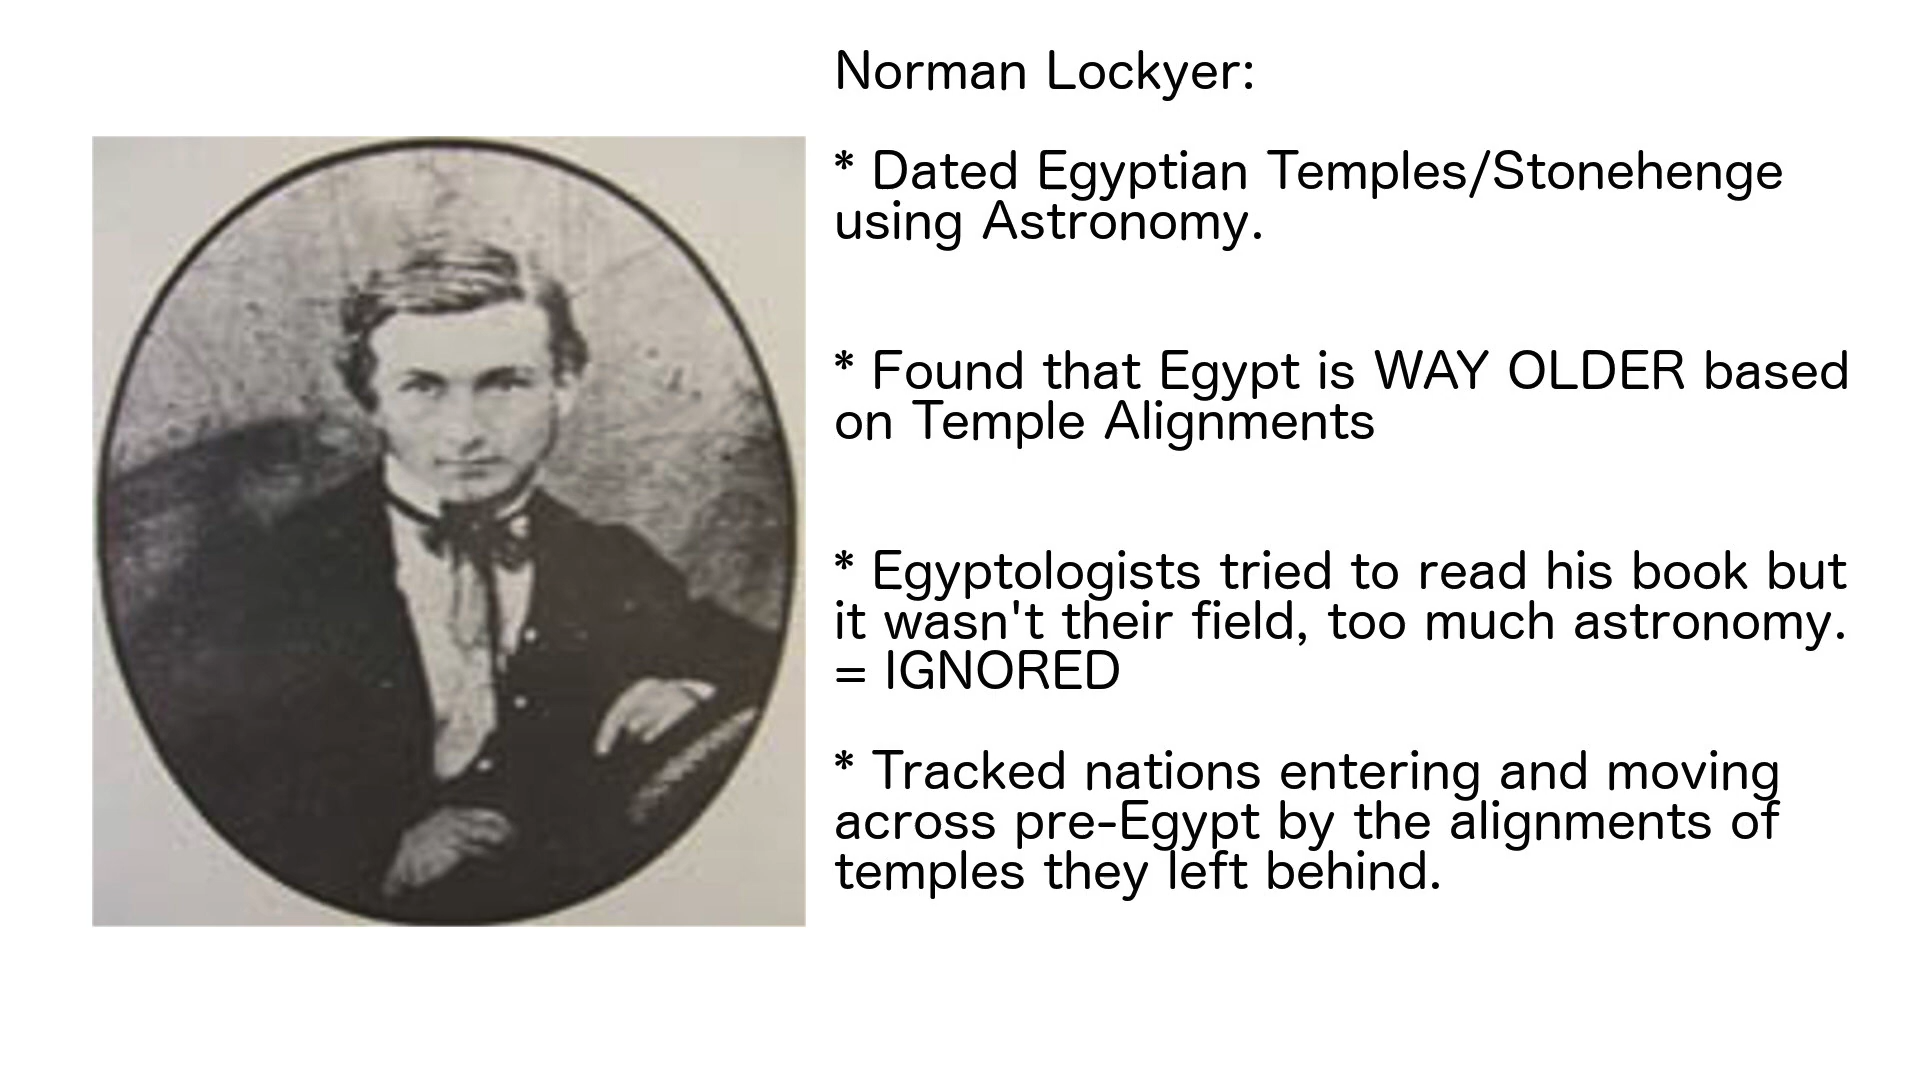 Norman Lockyer:
* Dated Egyptian Temples/Stonehenge
using Astronomy.
* Found that Egypt is WAY OLDER based
on Temple Alignments
* Egyptologists tried to read his book but
it wasn't their field, too much astronomy.
= IGNORED
* Tracked nations entering and moving
across pre-Egypt by the alignments of
temples they left behind.